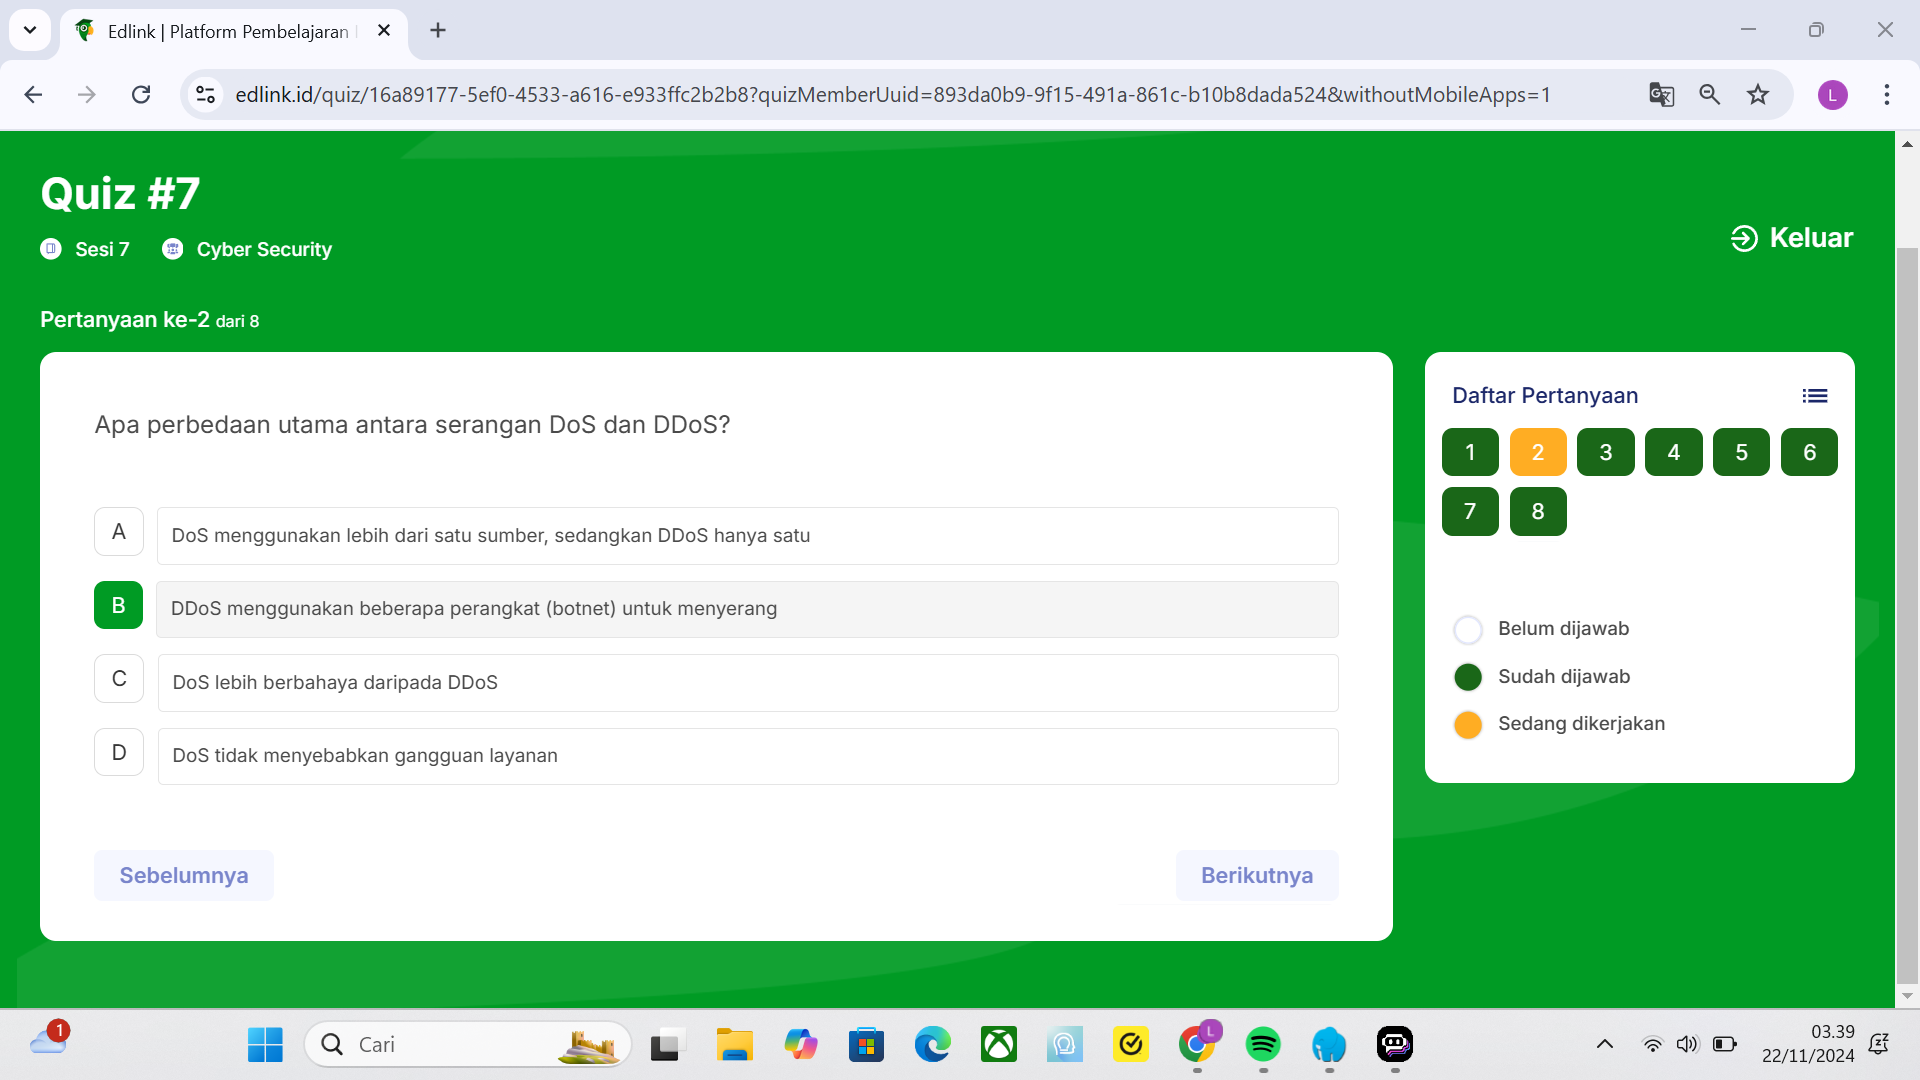 Edlink | Platform Pembelajaran
edlink.id/quiz/16a89177-5ef0-4533-a616-e933ffc2b2b8?quizMemberUuid=893da0b9-9f15-491a-861c-b10b8dada524&withoutMobileApps=1
L
Quiz #7
Sesi 7
Cyber Security
Keluar
Pertanyaan ke-2 dari 8
Apa perbedaan utama antara serangan DoS dan DDoS?
A
DoS menggunakan lebih dari satu sumber, sedangkan DDoS hanya satu
B
DDoS menggunakan beberapa perangkat (botnet) untuk menyerang
C
DoS lebih berbahaya daripada DDoS
D
DoS tidak menyebabkan gangguan layanan
Sebelumnya
Berikutnya
Daftar Pertanyaan
1 2 3 4 5 6
7 8
Belum dijawab
Sudah dijawab
Sedang dikerjakan
1
Cari
L
03.39
22/11/2024